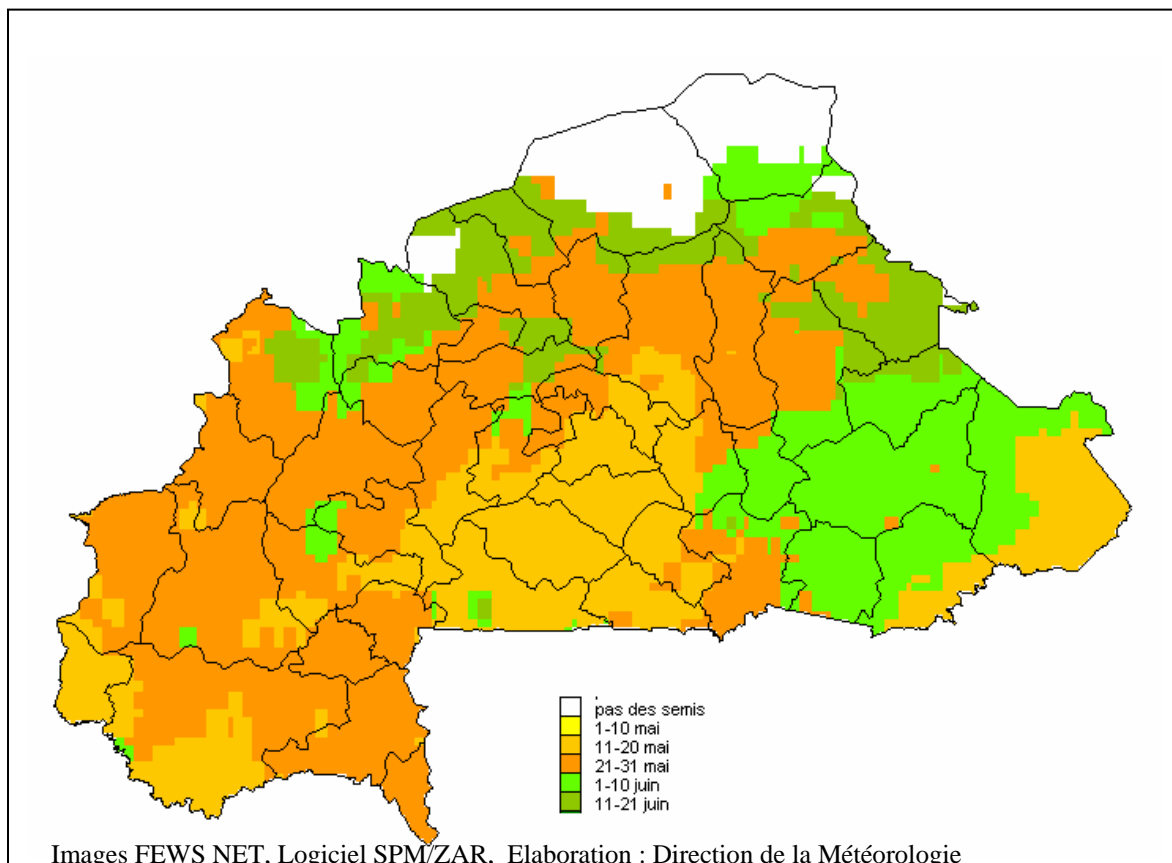 pas des semis
1-10 mai
11-20 mai
21-31 mai
1-10 juin
11-21 juin
Images FEWS NET, Logiciel SPM/ZAR, Elaboration : Direction de la Météorologie